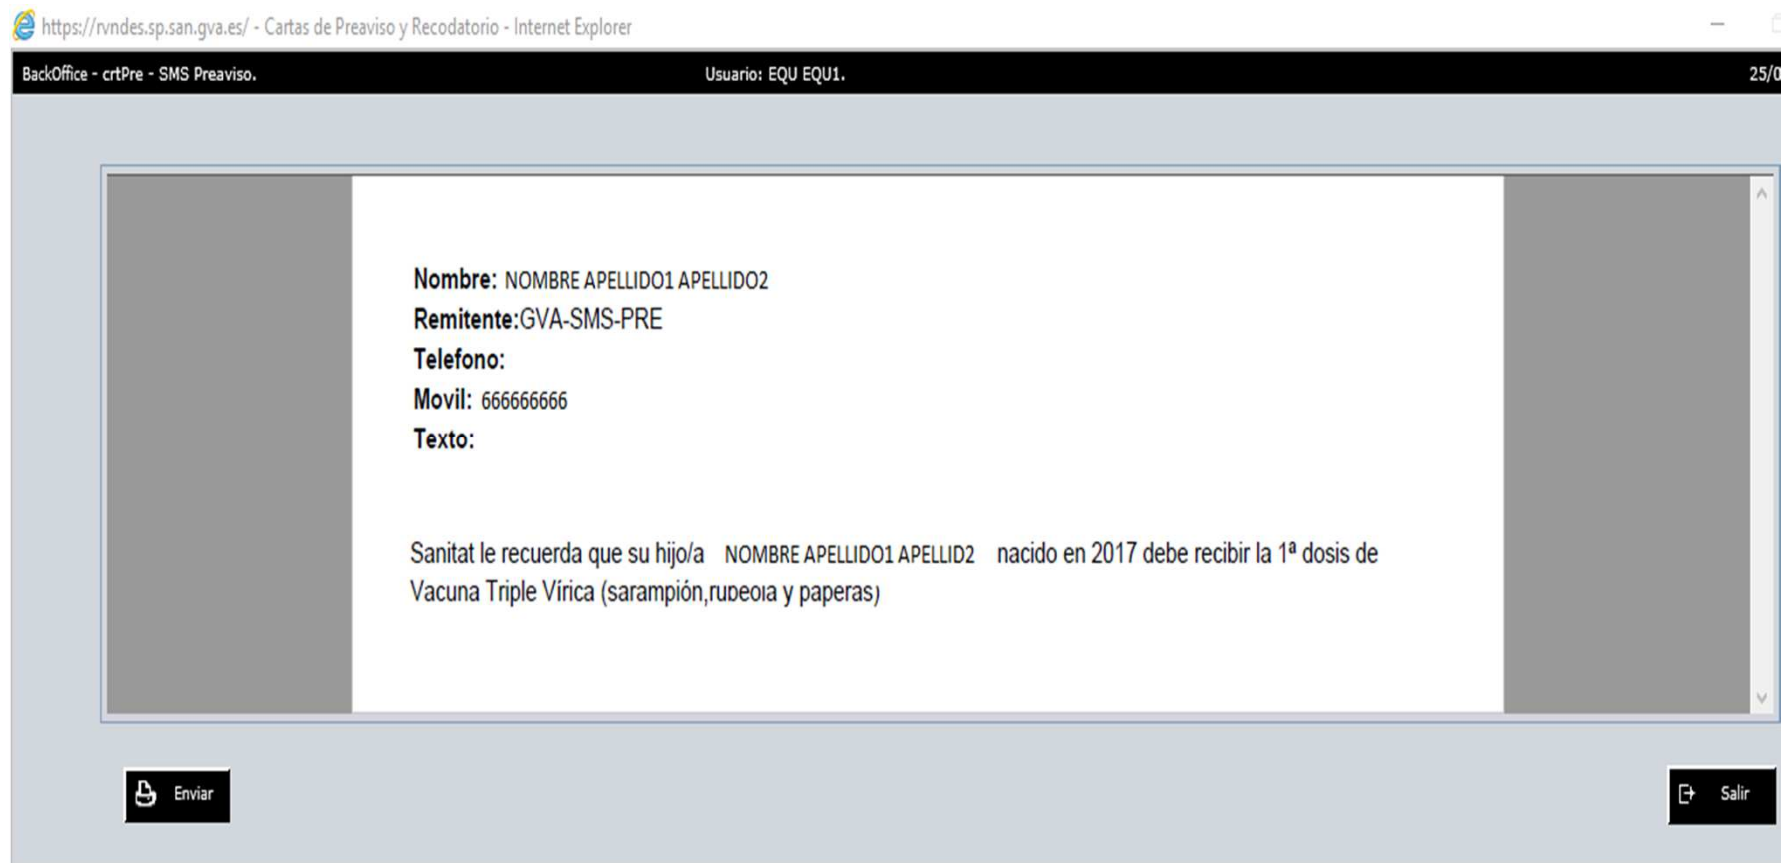 https://rvndes.sp.san.gva.es/ - Cartas de Preaviso y Recodatorio - Internet Explorer
BackOffice - crtPre - SMS Preaviso. Usuario: EQU EQU1. 25/0
Nombre: NOMBRE APELLIDO1 APELLIDO2
Remitente:GVA-SMS-PRE
Telefono:
Movil: 666666666
Texto:
Sanitat le recuerda que su hijo/a NOMBRE APELLIDO1 APELLID2 nacido en 2017 debe recibir la 1ª dosis de
Vacuna Triple Vírica (sarampión,rubeola y paperas)
Enviar Salir